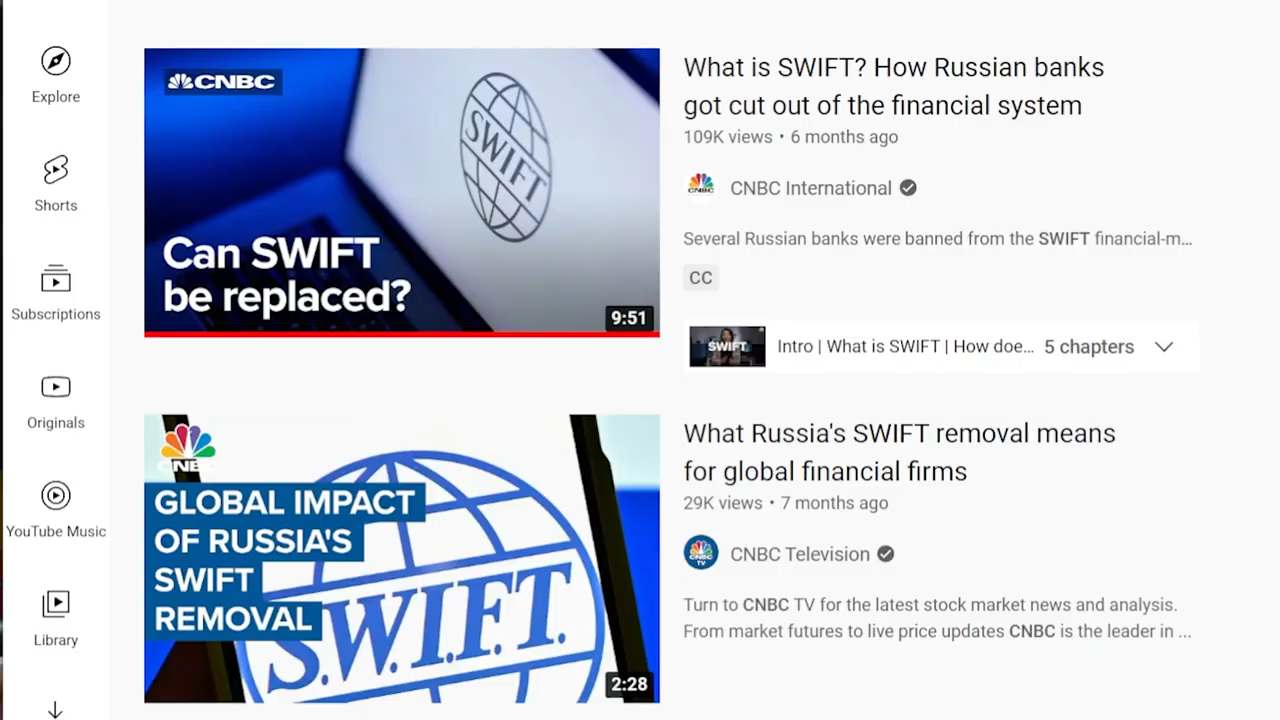 Explore
Shorts
Subscriptions
Originals
YouTube Music
Library
CNBC
SWIFT
Can SWIFT
be replaced?
9:51
What is SWIFT? How Russian banks
got cut out of the financial system
109K views • 6 months ago
CNBC
CNBC International
Several Russian banks were banned from the SWIFT financial-m...
CC
SWIFT
Intro | What is SWIFT | How doe... 5 chapters
CNBC
GLOBAL IMPACT
OF RUSSIA'S
SWIFT
REMOVAL
S.W.I.F.T.
2:28
What Russia's SWIFT removal means
for global financial firms
29K views • 7 months ago
CNBC
TV
CNBC Television
Turn to CNBC TV for the latest stock market news and analysis.
From market futures to live price updates CNBC is the leader in ...